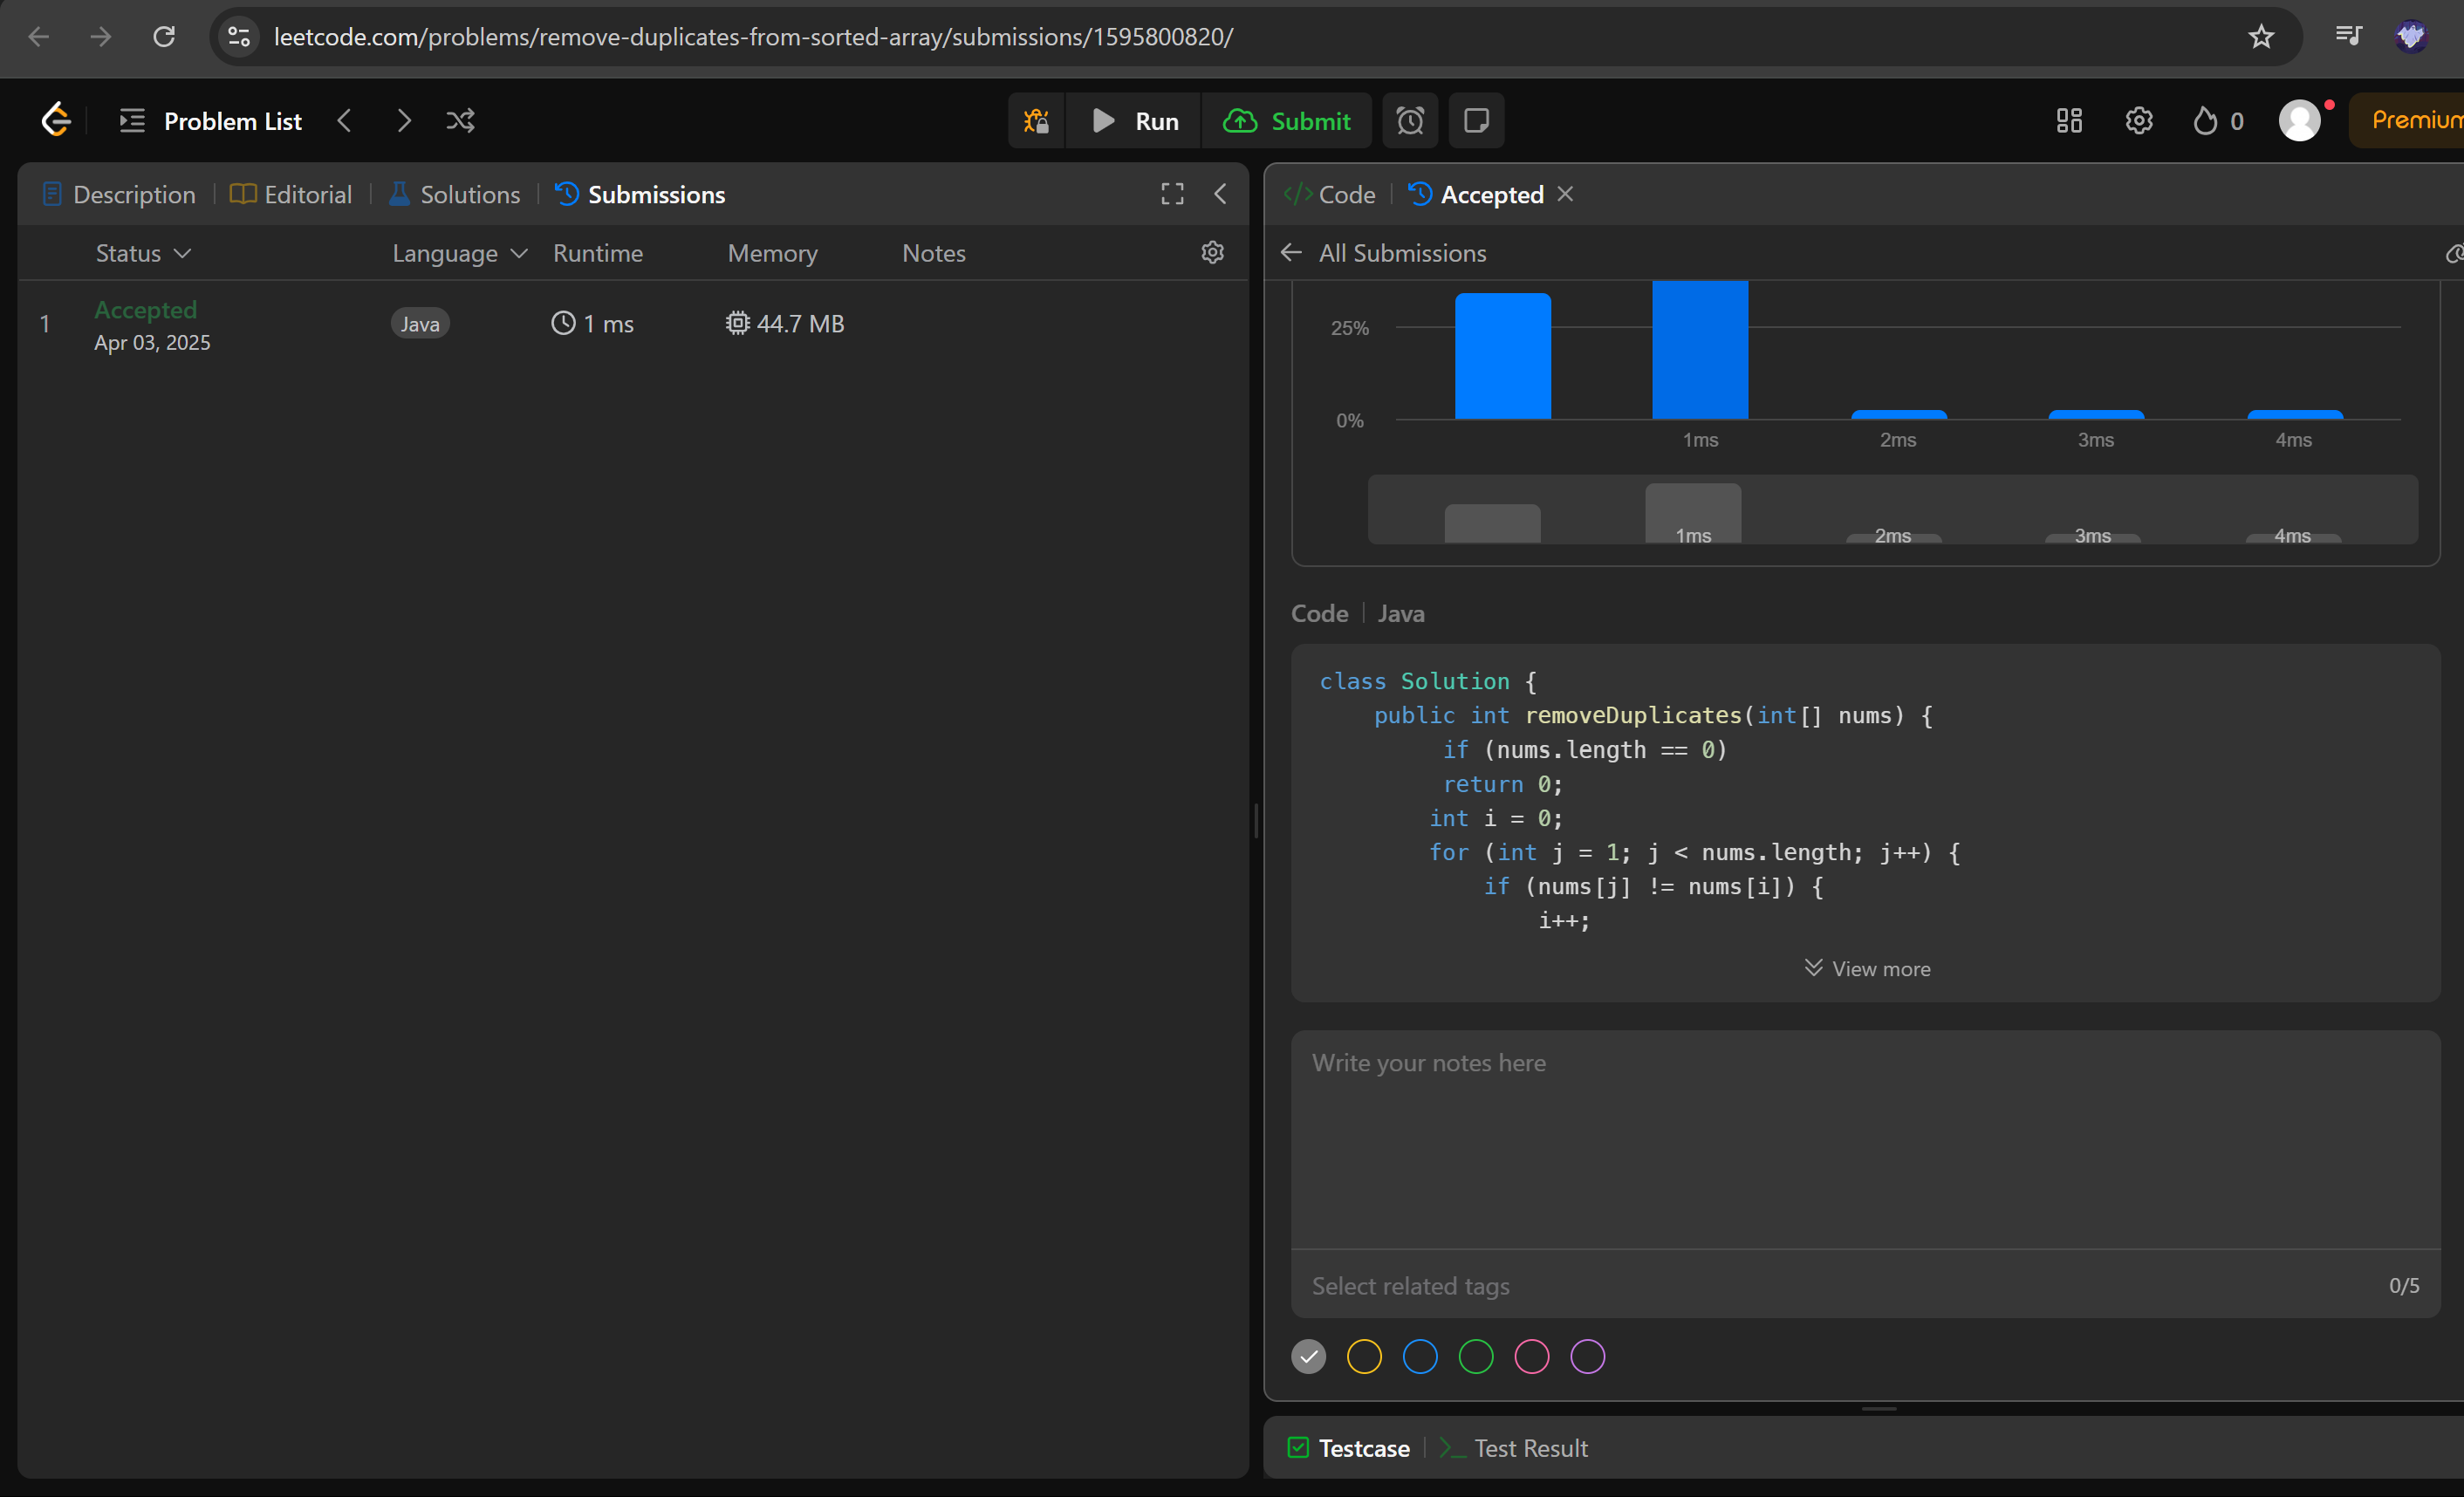 leetcode.com/problems/remove-duplicates-from-sorted-array/submissions/1595800820/
Problem List
Run
Submit
0
Premium
Description
Editorial
Solutions
Submissions
Status
Language
Runtime
Memory
Notes
1
Accepted
Apr 03, 2025
Java
1 ms
44.7 MB
Code
Accepted
All Submissions
25%
0%
1ms
2ms
3ms
4ms
1ms
2ms
3ms
4ms
Code
Java
class Solution {
public int removeDuplicates(int[] nums) {
if (nums.length == 0)
return 0;
int i = 0;
for (int j = 1; j < nums.length; j++) {
if (nums[j] != nums[i]) {
i++;
View more
Write your notes here
Select related tags
0/5
Testcase
Test Result